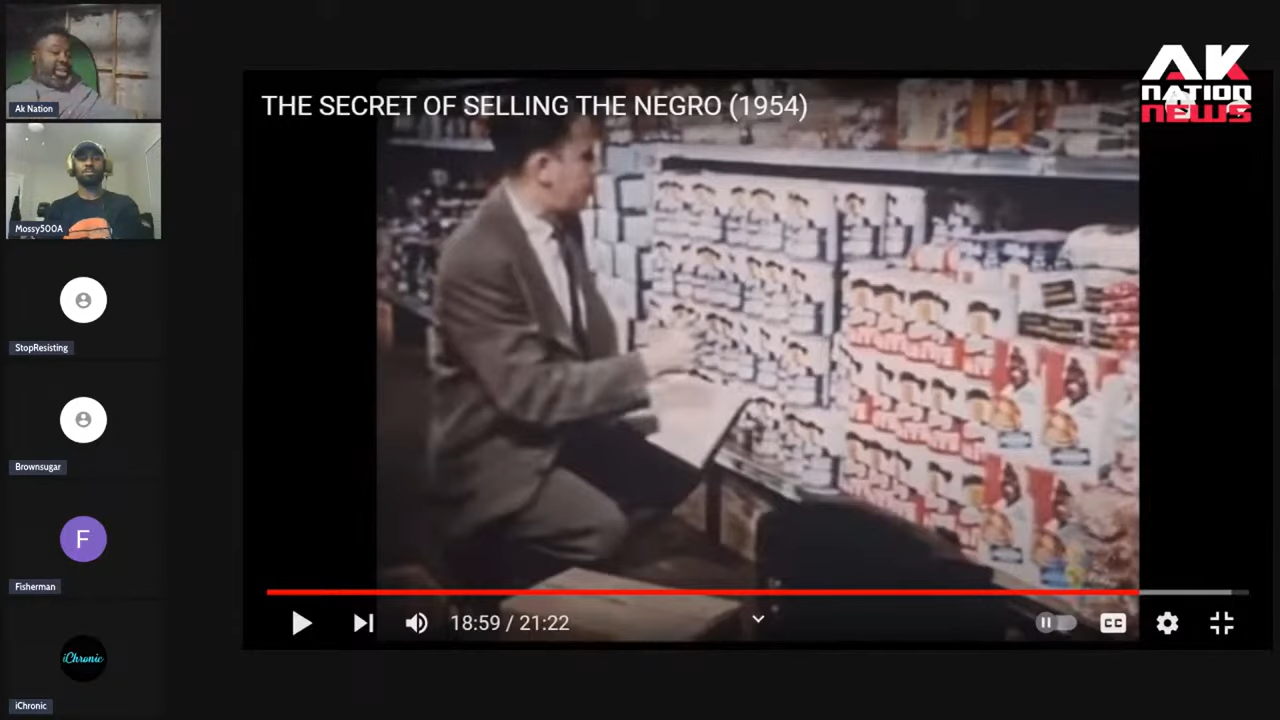 Ak Nation
Mossy500A
StopResisting
Brownsugar
F
Fisherman
iChronic
iChronic
THE SECRET OF SELLING THE NEGRO (1954)
18:59 / 21:22
CC
AK
NATION
NEWS